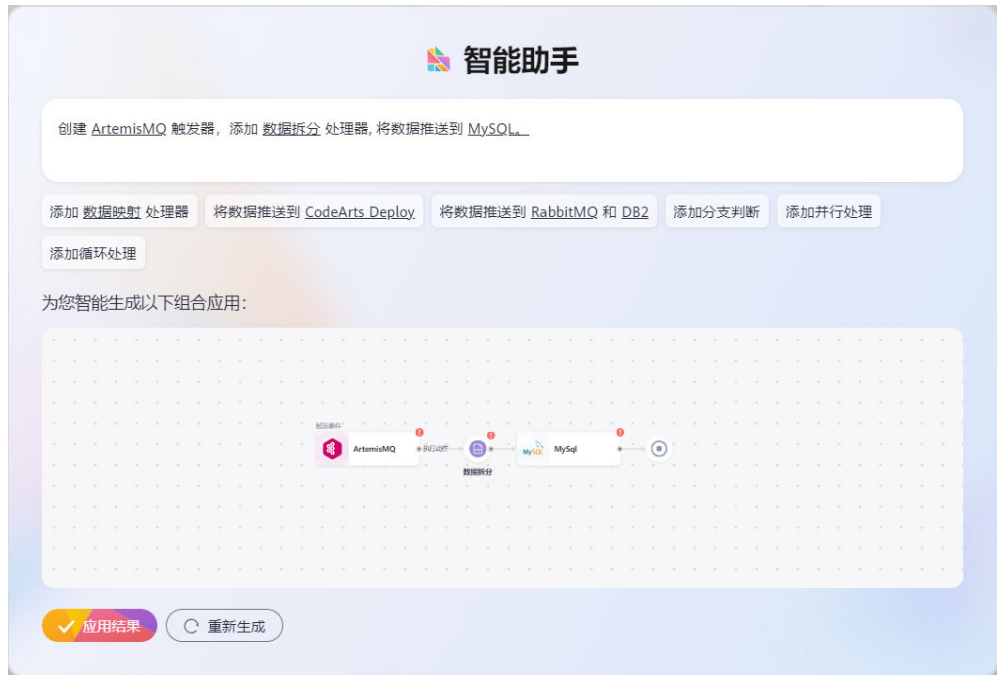 智能助手
创建 ArtemisMQ 触发器，添加 数据拆分 处理器, 将数据推送到 MySQL。
添加 数据映射 处理器
将数据推送到 CodeArts Deploy
将数据推送到 RabbitMQ 和 DB2
添加分支判断
添加并行处理
添加循环处理
为您智能生成以下组合应用：
触发事件
ArtemisMQ
执行动作
MySQL
MySql
数据拆分
应用结果
重新生成